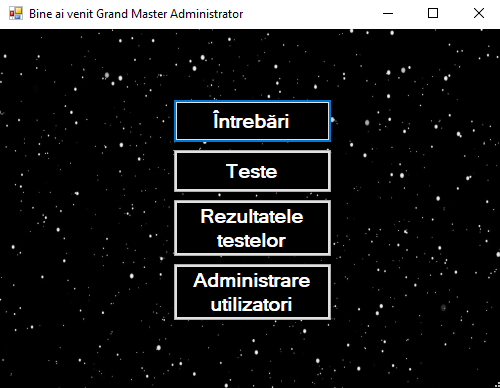 Bine ai venit Grand Master Administrator
Întrebări
Teste
Rezultatele
testelor
Administrare
utilizatori